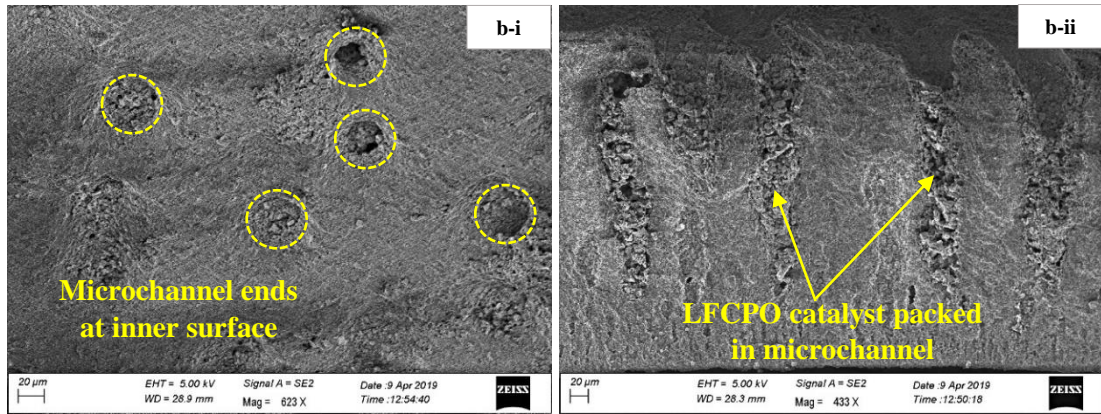 b-i
Microchannel ends
at inner surface
20 µm
EHT = 5.00 kV
Signal A = SE2
Date :9 Apr 2019
WD = 28.9 mm
Mag = 623 X
Time :12:54:40
ZEISS
b-ii
LFCPO catalyst packed
in microchannel
20 µm
EHT = 5.00 kV
Signal A = SE2
Date :9 Apr 2019
WD = 28.3 mm
Mag = 433 X
Time :12:50:18
ZEISS